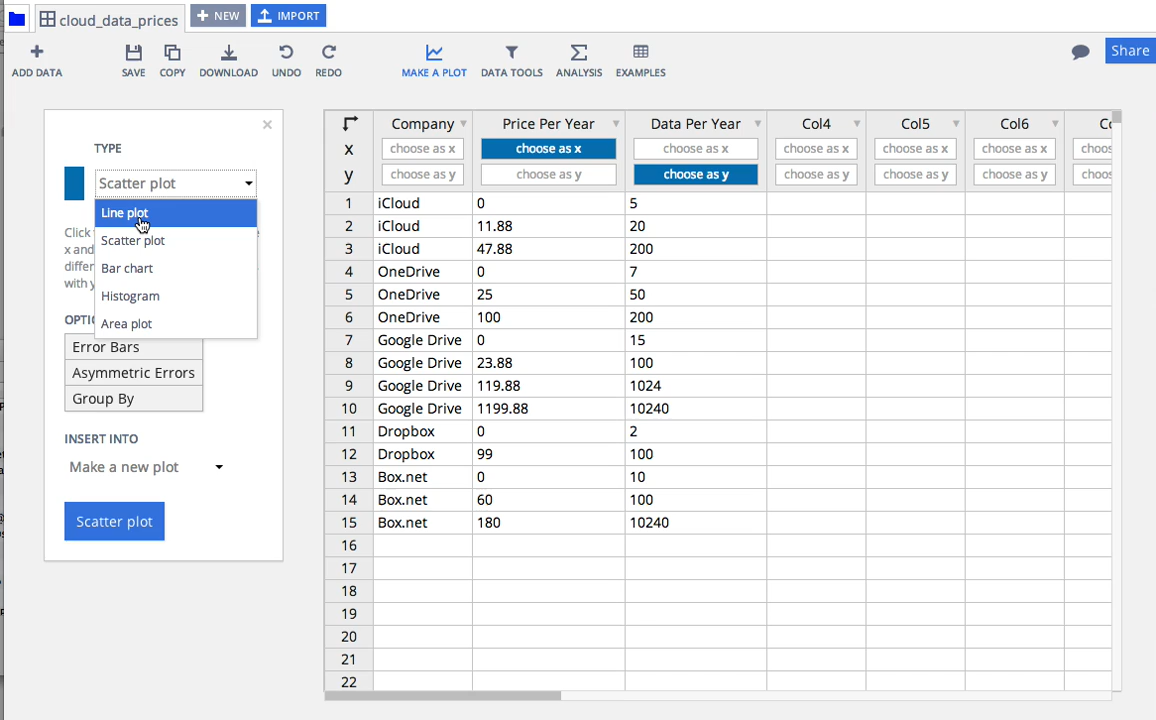 cloud_data_prices
NEW
IMPORT
ADD DATA
SAVE
COPY
DOWNLOAD
UNDO
REDO
MAKE A PLOT
DATA TOOLS
ANALYSIS
EXAMPLES
Share
TYPE
Scatter plot
Line plot
Scatter plot
Bar chart
Histogram
Area plot
Click
x and
differ
with y
OPTIO
Error Bars
Asymmetric Errors
Group By
INSERT INTO
Make a new plot
Scatter plot
Company Price Per Year Data Per Year Col4 Col5 Col6
x choose as x choose as x choose as x choose as x choose as x choose as x
y choose as y choose as y choose as y choose as y choose as y choose as y
1 iCloud 0 5
2 iCloud 11.88 20
3 iCloud 47.88 200
4 OneDrive 0 7
5 OneDrive 25 50
6 OneDrive 100 200
7 Google Drive 0 15
8 Google Drive 23.88 100
9 Google Drive 119.88 1024
10 Google Drive 1199.88 10240
11 Dropbox 0 2
12 Dropbox 99 100
13 Box.net 0 10
14 Box.net 60 100
15 Box.net 180 10240
16
17
18
19
20
21
22